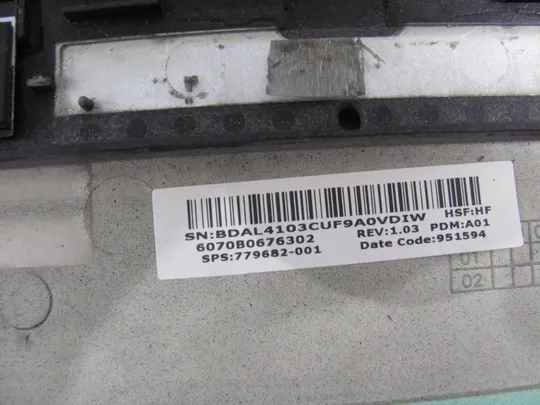 SN:BDAL4103CUF9A0VDIW HSF:HF
6070B0676302 REV:1.03 PDM:A01
SPS:779682-001 Date Code:951594
01
02